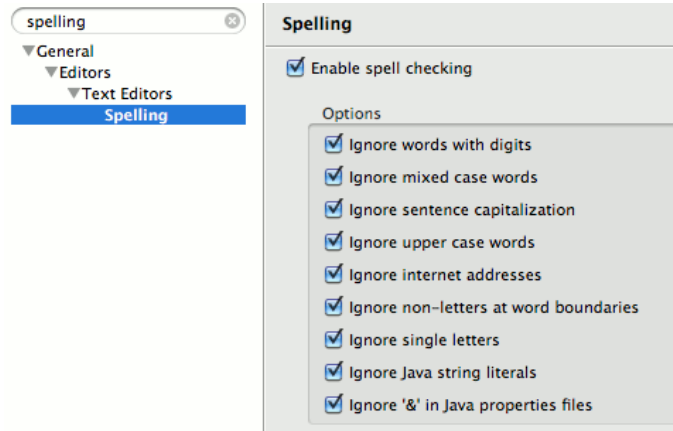 spelling
General
Editors
Text Editors
Spelling
Spelling
Enable spell checking
Options
Ignore words with digits
Ignore mixed case words
Ignore sentence capitalization
Ignore upper case words
Ignore internet addresses
Ignore non-letters at word boundaries
Ignore single letters
Ignore Java string literals
Ignore '&' in Java properties files